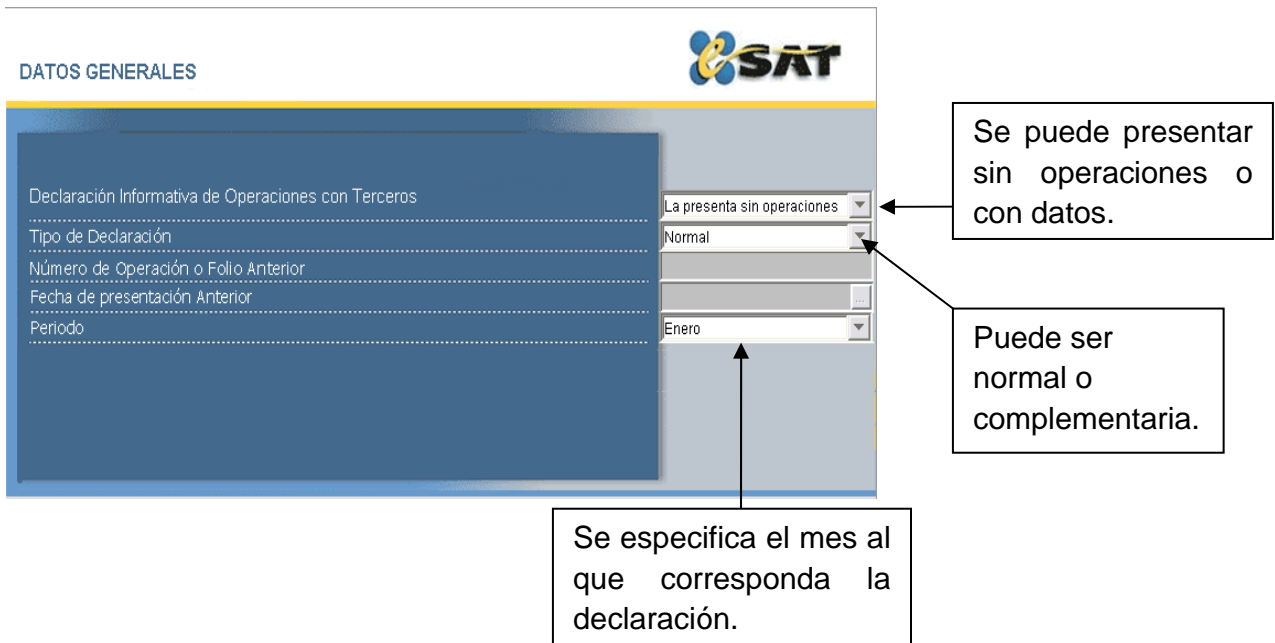 DATOS GENERALES
eSAT
Declaración Informativa de Operaciones con Terceros
La presenta sin operaciones
Tipo de Declaración
Normal
Número de Operación o Folio Anterior
Fecha de presentación Anterior
...
Periodo
Enero
Se puede presentar
sin operaciones o
con datos.
Puede ser
normal o
complementaria.
Se especifica el mes al
que corresponda la
declaración.